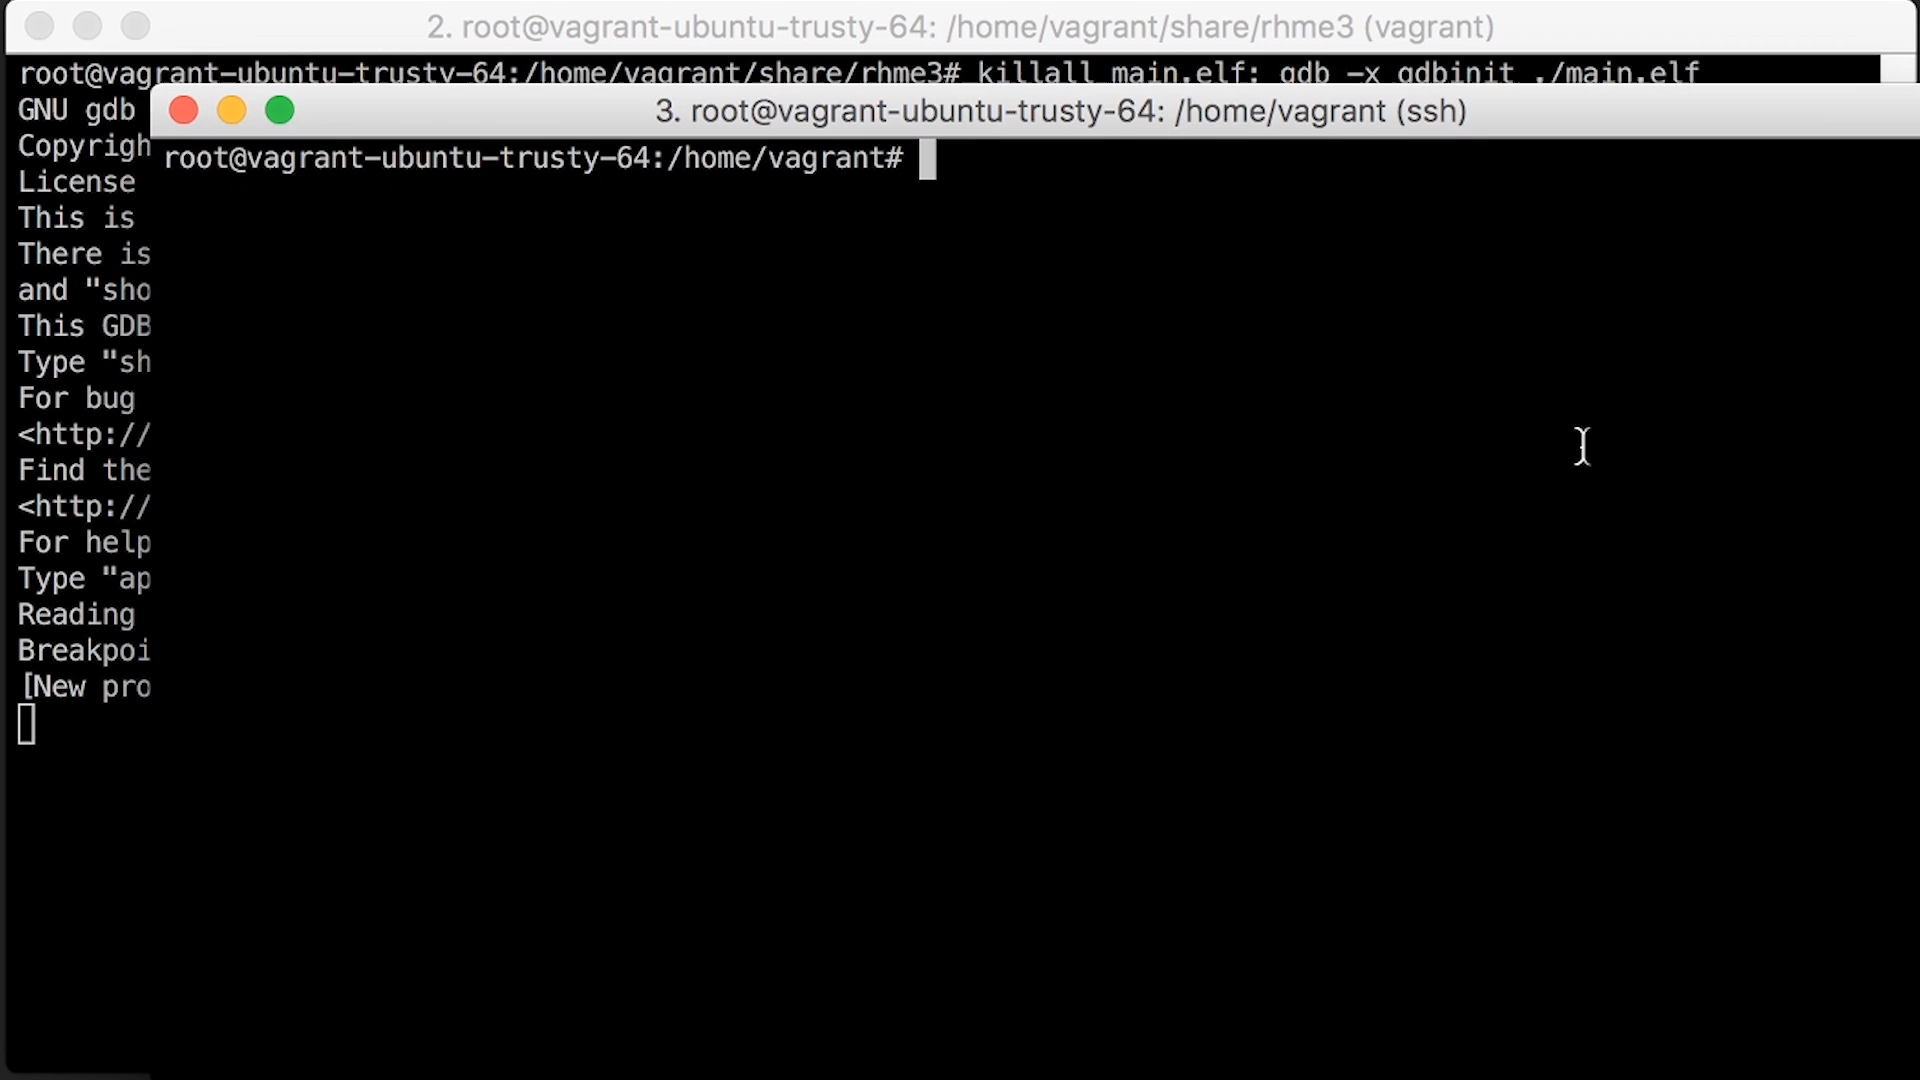 2. root@vagrant-ubuntu-trusty-64: /home/vagrant/share/rhme3 (vagrant)
root@vagrant-ubuntu-trusty-64:/home/vagrant/share/rhme3# killall main.elf; gdb -x gdbinit ./main.elf
GNU gdb
3. root@vagrant-ubuntu-trusty-64: /home/vagrant (ssh)
Copyrigh
root@vagrant-ubuntu-trusty-64:/home/vagrant#
License
This is
There is
and "sho
This GDB
Type "sh
For bug
<http://
Find the
<http://
For help
Type "ap
Reading
Breakpoi
[New pro